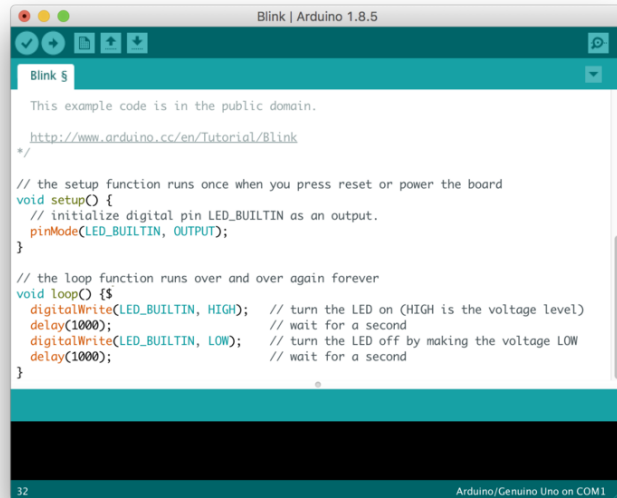 Blink | Arduino 1.8.5
Blink §
This example code is in the public domain.
http://www.arduino.cc/en/Tutorial/Blink
*/
// the setup function runs once when you press reset or power the board
void setup() {
  // initialize digital pin LED_BUILTIN as an output.
  pinMode(LED_BUILTIN, OUTPUT);
}
// the loop function runs over and over again forever
void loop() {$
  digitalWrite(LED_BUILTIN, HIGH);   // turn the LED on (HIGH is the voltage level)
  delay(1000);                       // wait for a second
  digitalWrite(LED_BUILTIN, LOW);    // turn the LED off by making the voltage LOW
  delay(1000);                       // wait for a second
}
32 Arduino/Genuino Uno on COM1